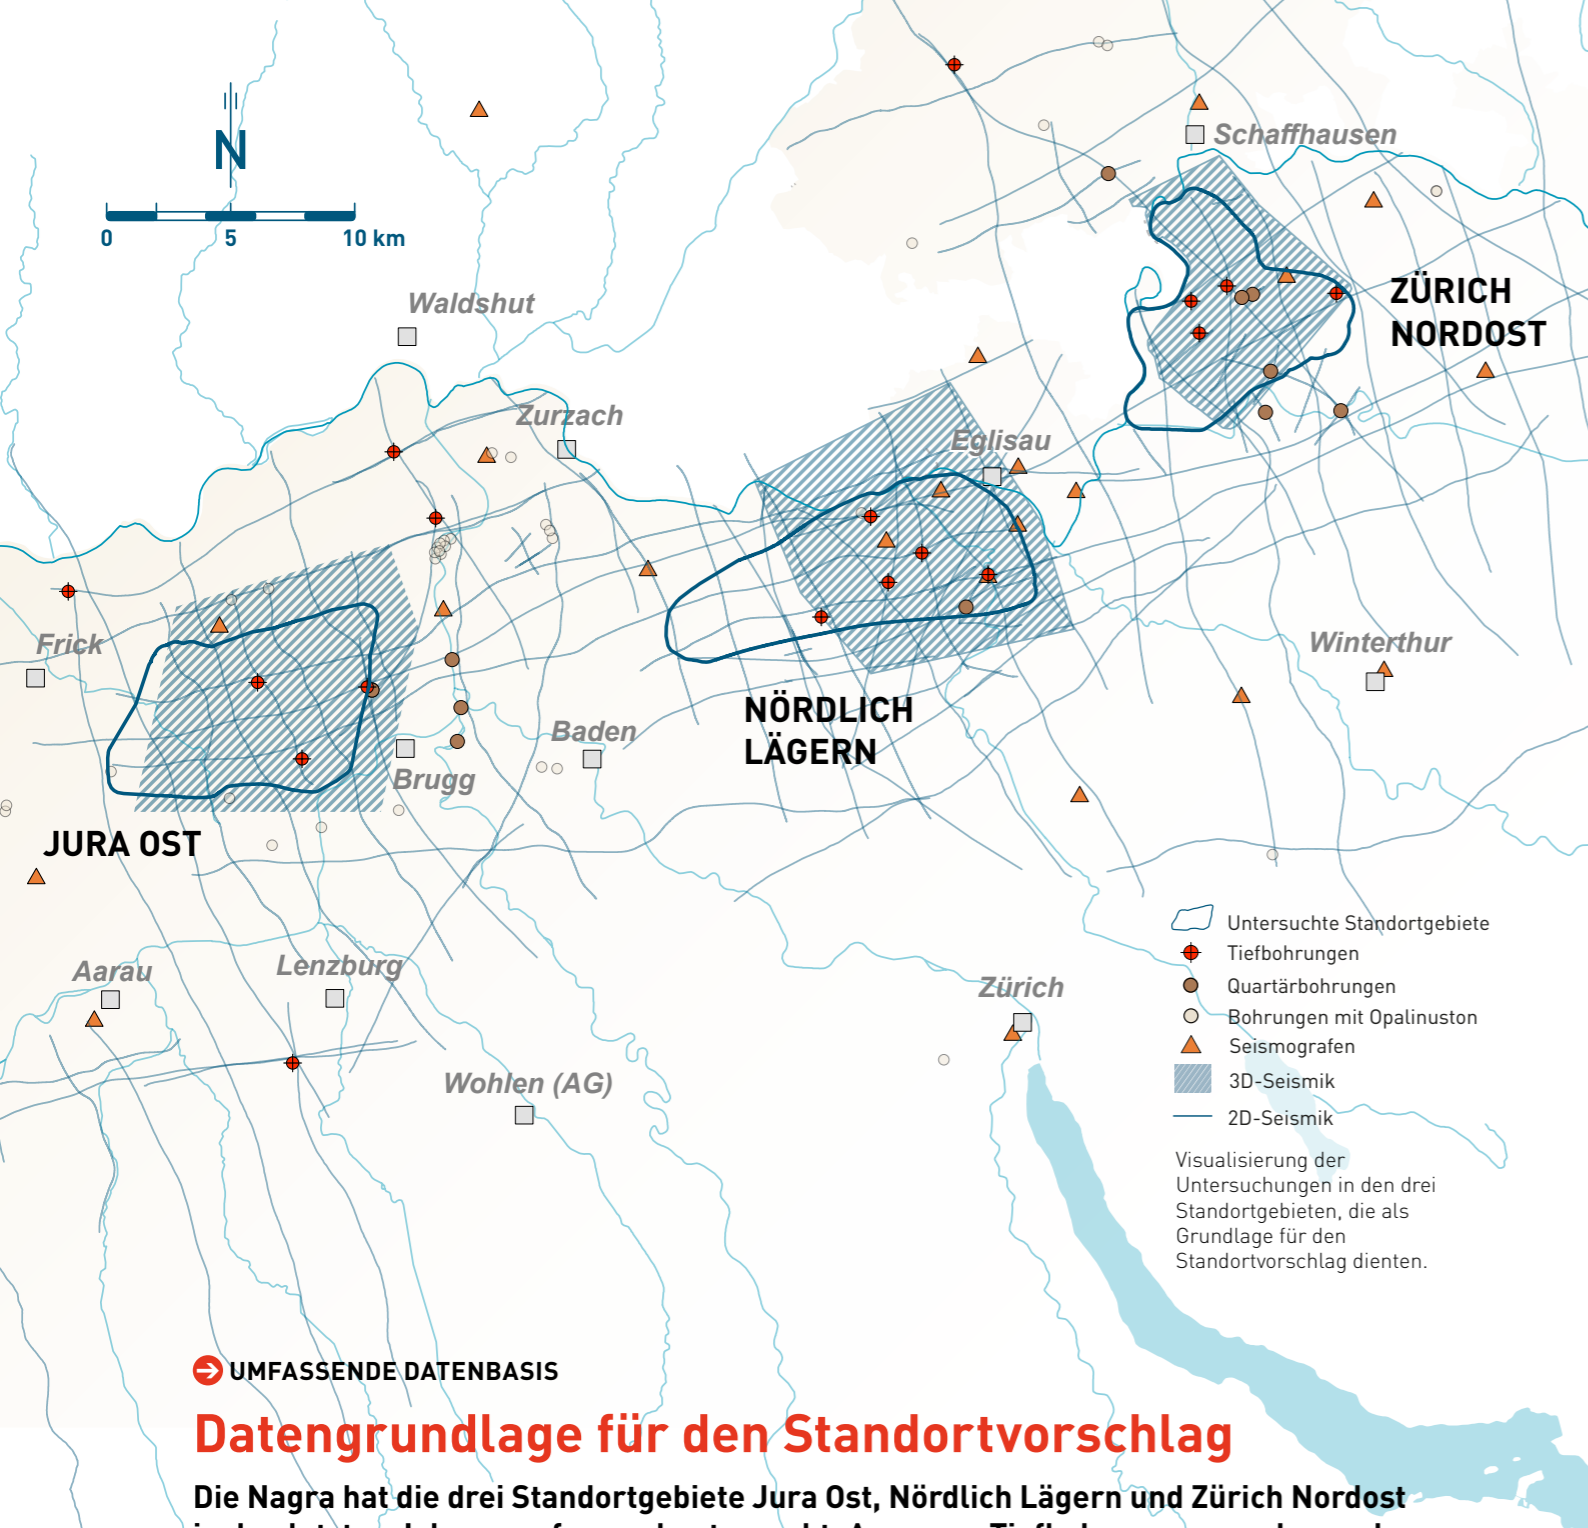 Schaffhausen
N
0 5 10 km
ZÜRICH
NORDOST
Waldshut
Zurzach
Eglisau
Frick
Winterthur
NÖRDLICH
LÄGERN
Baden
Brugg
JURA OST
Untersuchte Standortgebiete
Tiefbohrungen
Quartärbohrungen
Bohrungen mit Opalinuston
Seismografen
3D-Seismik
2D-Seismik
Aarau
Lenzburg
Zürich
Wohlen (AG)
Visualisierung der
Untersuchungen in den drei
Standortgebieten, die als
Grundlage für den
Standortvorschlag dienten.
UMFASSENDE DATENBASIS
Datengrundlage für den Standortvorschlag
Die Nagra hat die drei Standortgebiete Jura Ost, Nördlich Lägern und Zürich Nordost